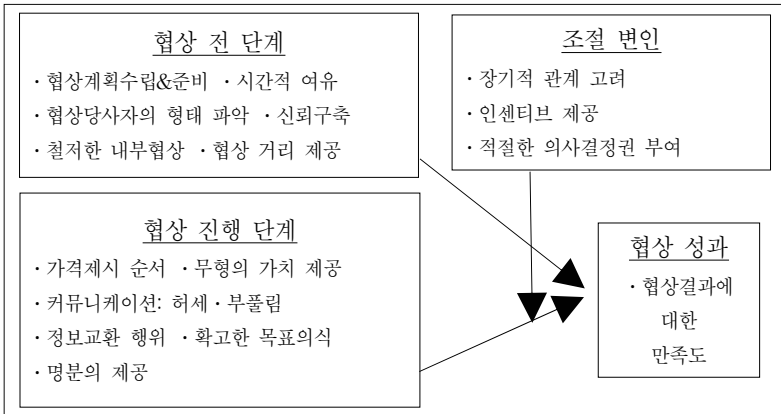 협상 전 단계
· 협상계획수립&준비 · 시간적 여유
· 협상당사자의 형태 파악 · 신뢰구축
· 철저한 내부협상 · 협상 거리 제공
조절 변인
· 장기적 관계 고려
· 인센티브 제공
· 적절한 의사결정권 부여
협상 진행 단계
· 가격제시 순서 · 무형의 가치 제공
· 커뮤니케이션: 허세 · 부풀림
· 정보교환 행위 · 확고한 목표의식
· 명분의 제공
협상 성과
· 협상결과에
대한
만족도